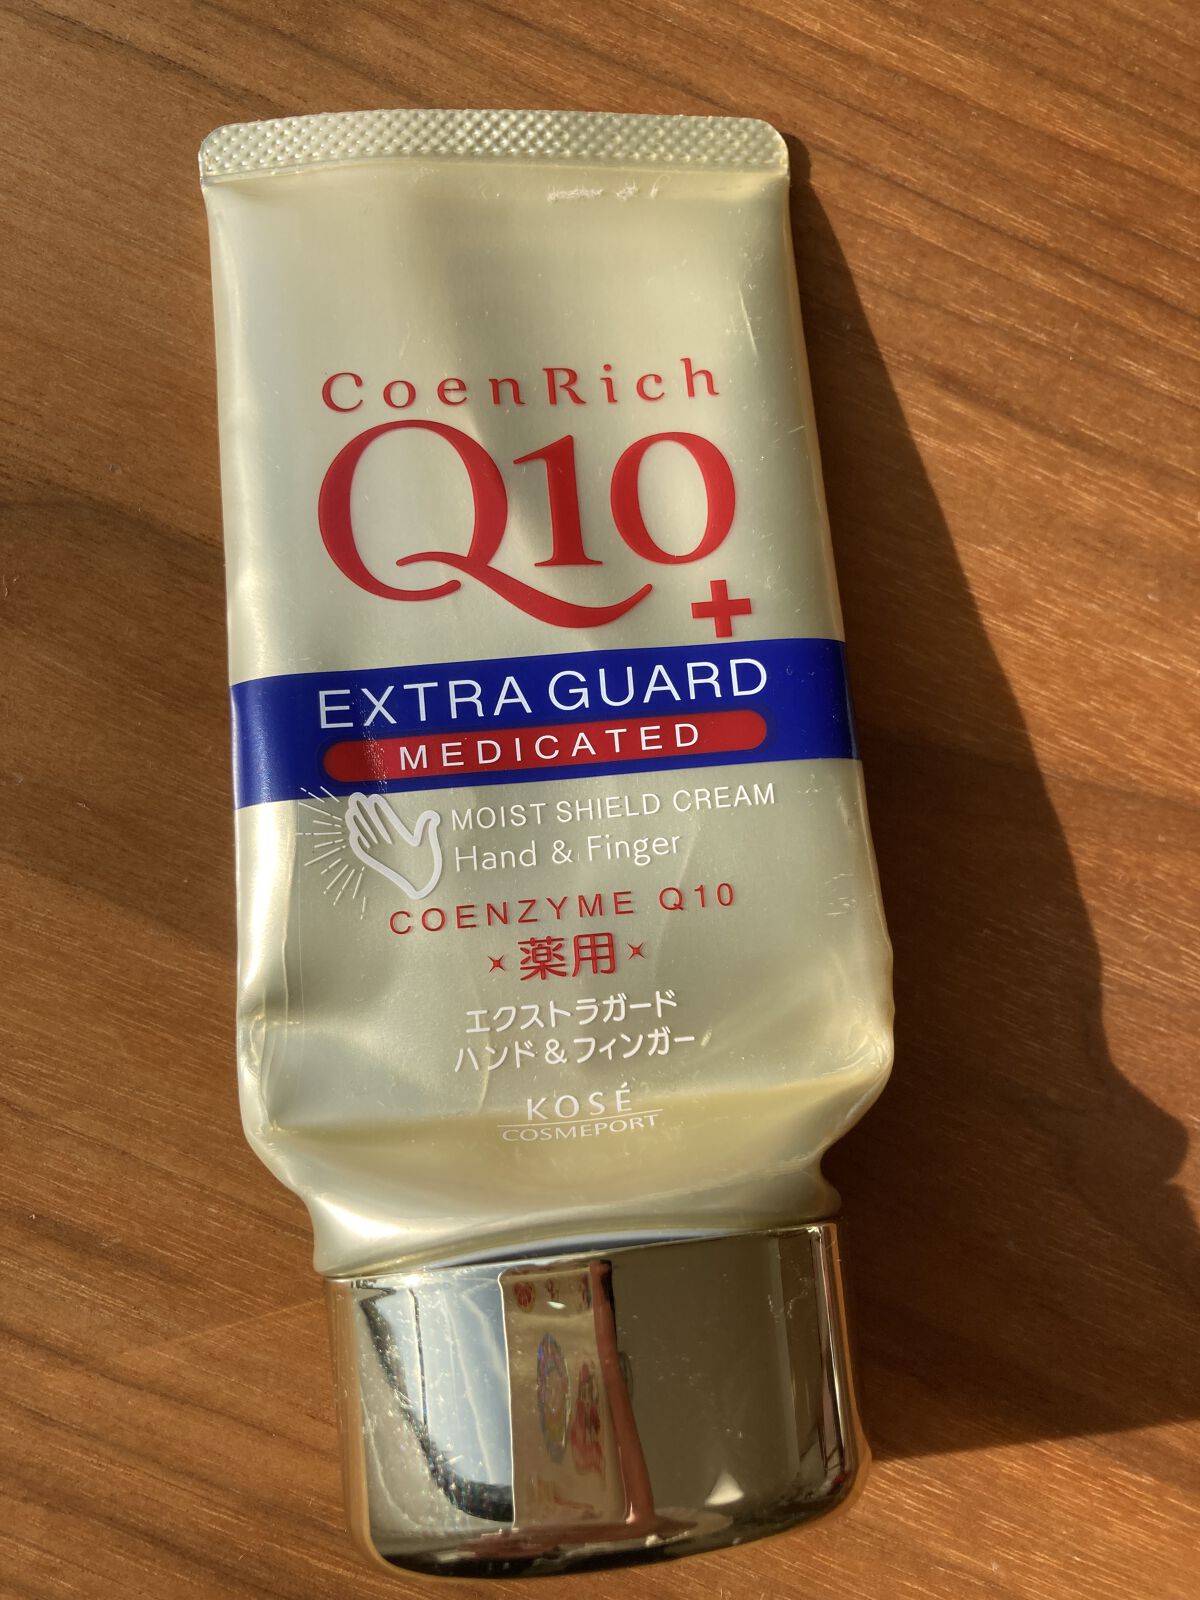 CoenRich
Q10
+
EXTRA GUARD
MEDICATED
MOIST SHIELD CREAM
Hand & Finger
COENZYME Q10
薬用
エクストラガード
ハンド&フィンガー
KOSÉ
COSMEPORT